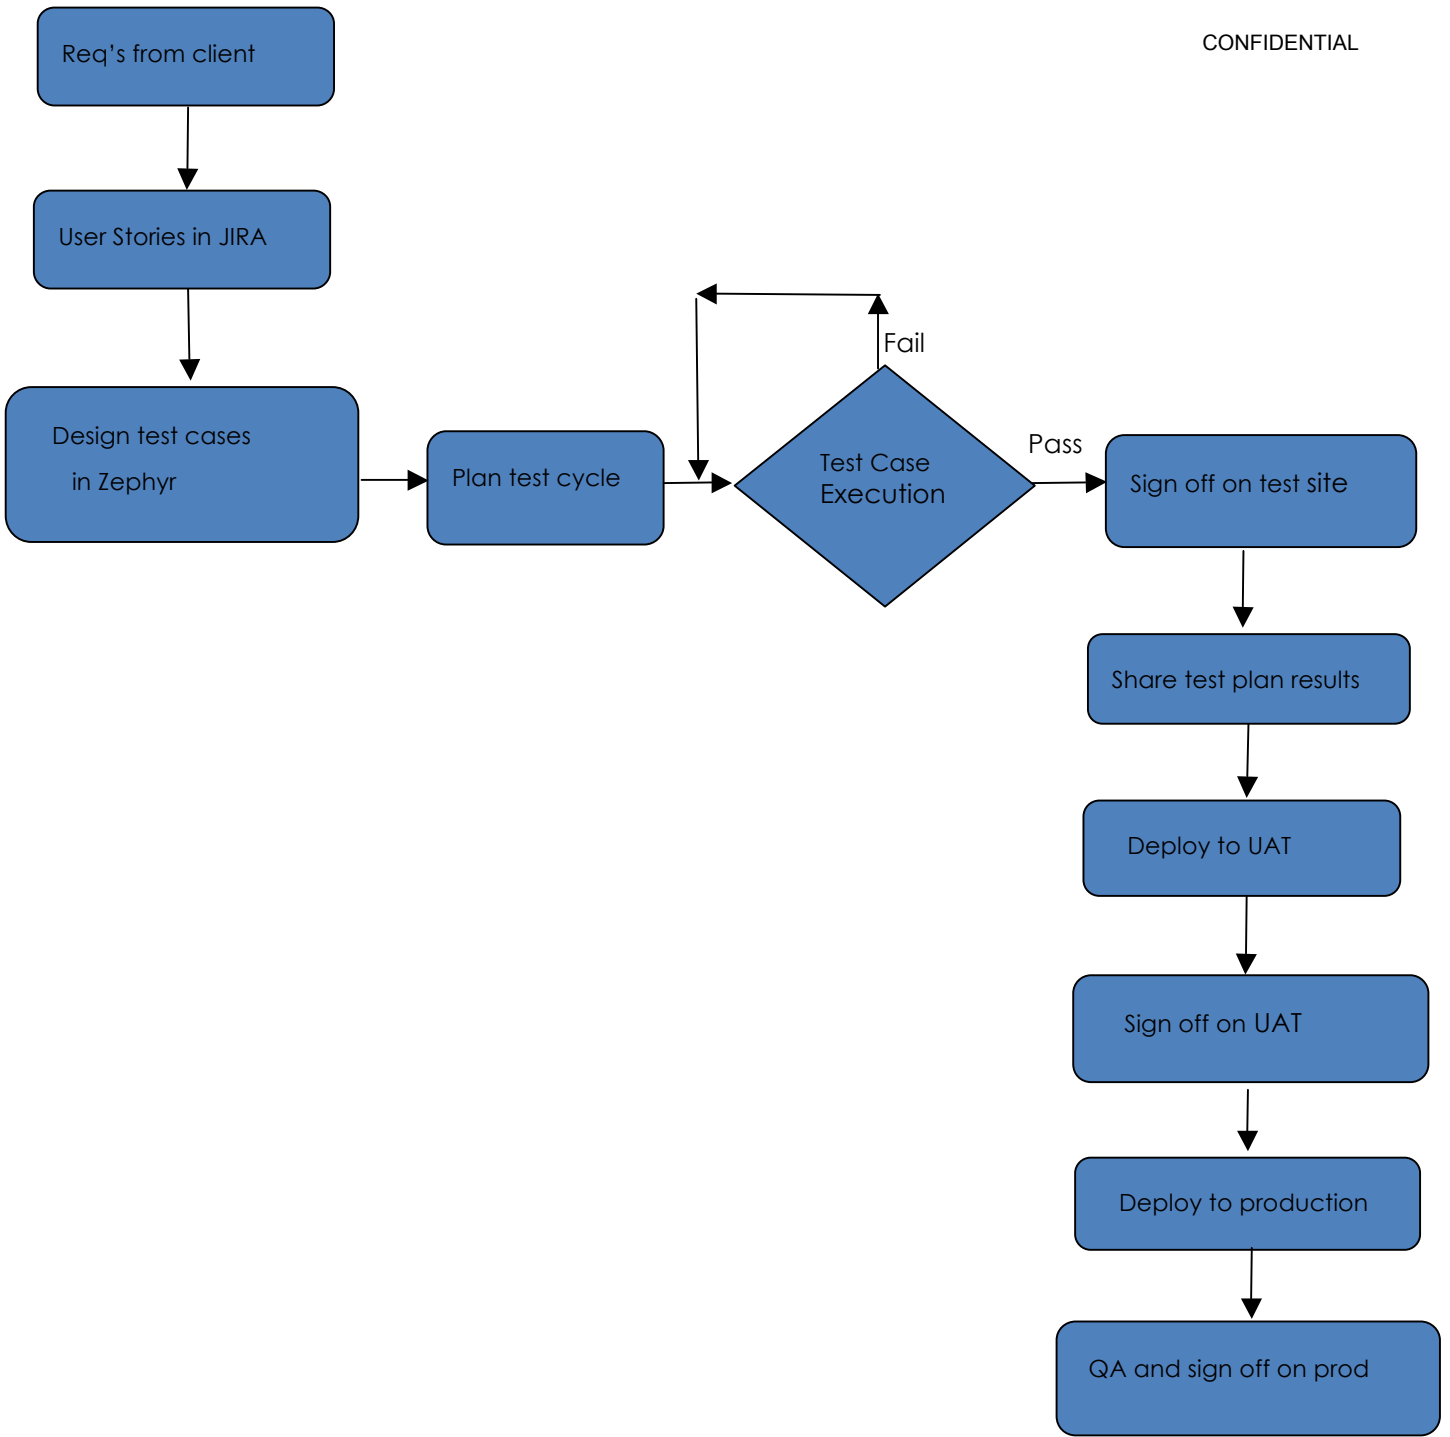 CONFIDENTIAL
Req’s from client
User Stories in JIRA
Design test cases
in Zephyr
Plan test cycle
Fail
Test Case
Execution
Pass
Sign off on test site
Share test plan results
Deploy to UAT
Sign off on UAT
Deploy to production
QA and sign off on prod